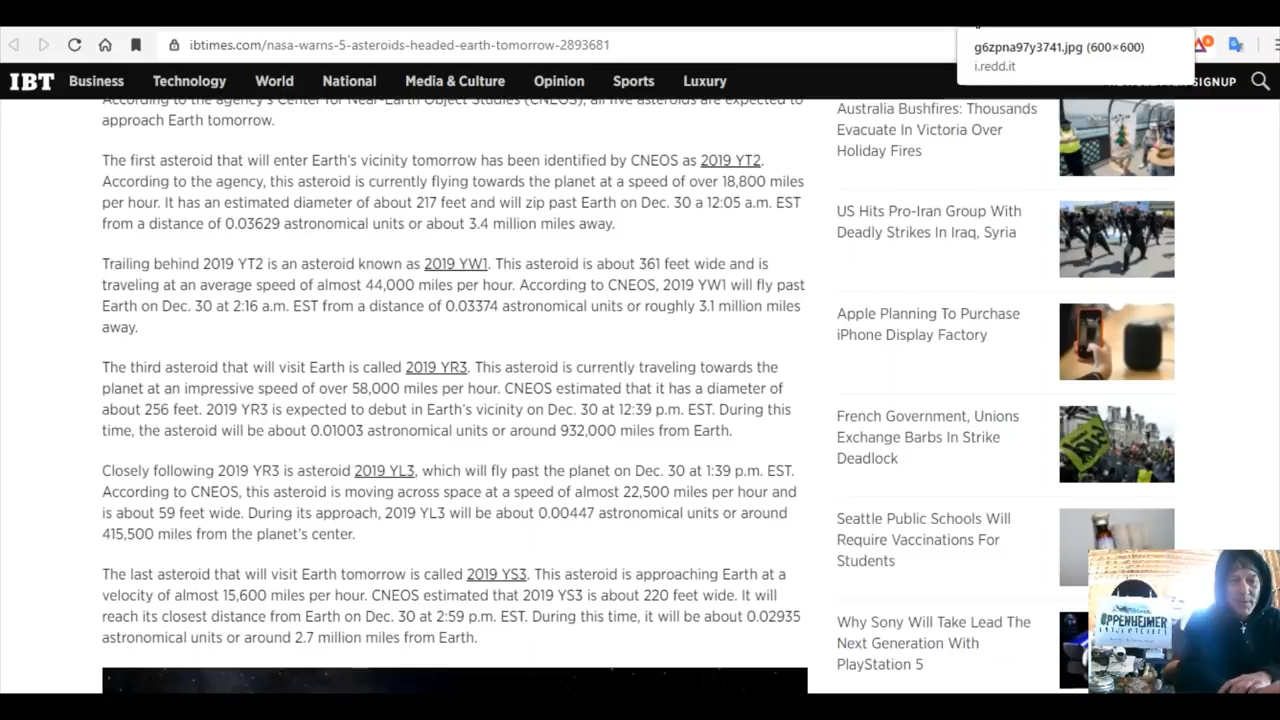 ibtimes.com/nasa-warns-5-asteroids-headed-earth-tomorrow-2893681
g6zpna97y3741.jpg (600×600)
i.redd.it
IBT
Business
Technology
World
National
Media & Culture
Opinion
Sports
Luxury
SIGNUP
According to the agency's Center for Near-Earth Object Studies (CNEOS), all five asteroids are expected to
approach Earth tomorrow.
The first asteroid that will enter Earth's vicinity tomorrow has been identified by CNEOS as 2019 YT2.
According to the agency, this asteroid is currently flying towards the planet at a speed of over 18,800 miles
per hour. It has an estimated diameter of about 217 feet and will zip past Earth on Dec. 30 a 12:05 a.m. EST
from a distance of 0.03629 astronomical units or about 3.4 million miles away.
Trailing behind 2019 YT2 is an asteroid known as 2019 YW1. This asteroid is about 361 feet wide and is
traveling at an average speed of almost 44,000 miles per hour. According to CNEOS, 2019 YW1 will fly past
Earth on Dec. 30 at 2:16 a.m. EST from a distance of 0.03374 astronomical units or roughly 3.1 million miles
away.
The third asteroid that will visit Earth is called 2019 YR3. This asteroid is currently traveling towards the
planet at an impressive speed of over 58,000 miles per hour. CNEOS estimated that it has a diameter of
about 256 feet. 2019 YR3 is expected to debut in Earth's vicinity on Dec. 30 at 12:39 p.m. EST. During this
time, the asteroid will be about 0.01003 astronomical units or around 932,000 miles from Earth.
Closely following 2019 YR3 is asteroid 2019 YL3, which will fly past the planet on Dec. 30 at 1:39 p.m. EST.
According to CNEOS, this asteroid is moving across space at a speed of almost 22,500 miles per hour and
is about 59 feet wide. During its approach, 2019 YL3 will be about 0.00447 astronomical units or around
415,500 miles from the planet's center.
The last asteroid that will visit Earth tomorrow is called 2019 YS3. This asteroid is approaching Earth at a
velocity of almost 15,600 miles per hour. CNEOS estimated that 2019 YS3 is about 220 feet wide. It will
reach its closest distance from Earth on Dec. 30 at 2:59 p.m. EST. During this time, it will be about 0.02935
astronomical units or around 2.7 million miles from Earth.
Australia Bushfires: Thousands
Evacuate In Victoria Over
Holiday Fires
US Hits Pro-Iran Group With
Deadly Strikes In Iraq, Syria
Apple Planning To Purchase
iPhone Display Factory
French Government, Unions
Exchange Barbs In Strike
Deadlock
Seattle Public Schools Will
Require Vaccinations For
Students
Why Sony Will Take Lead The
Next Generation With
PlayStation 5
OPPENHEIMER